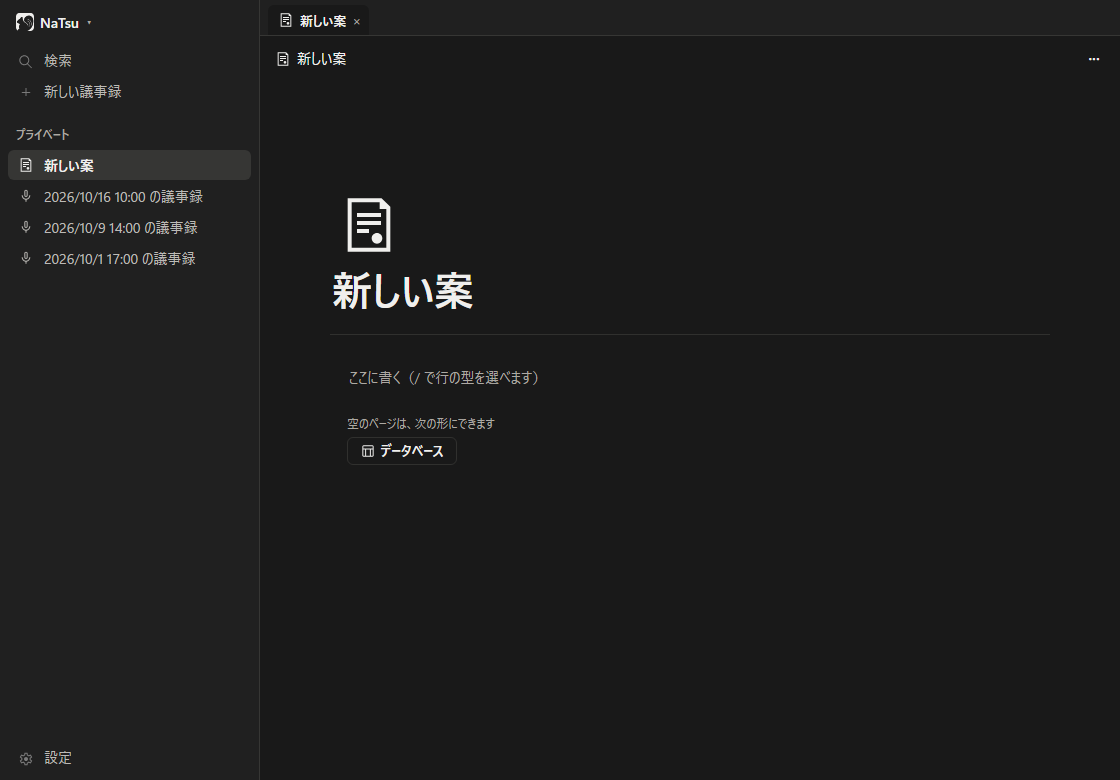 NaTsu
検索
新しい議事録
プライベート
新しい案
2026/10/16 10:00 の議事録
2026/10/9 14:00 の議事録
2026/10/1 17:00 の議事録
設定
新しい案 ×
新しい案
新しい案
ここに書く（/ で行の型を選べます）
空のページは、次の形にできます
データベース